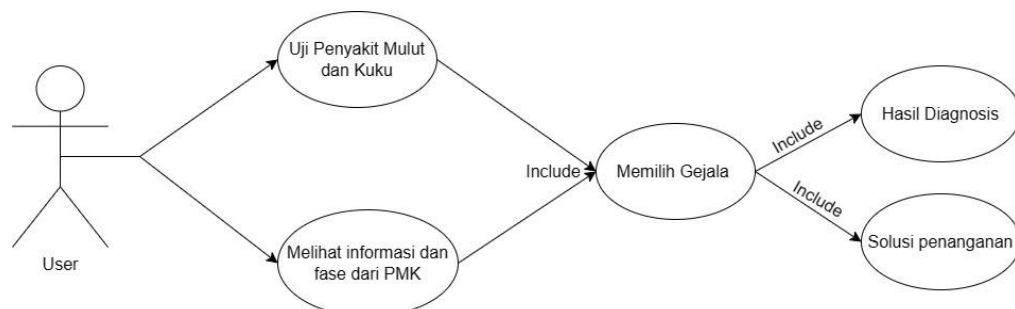 Uji Penyakit Mulut
dan Kuku
User
Melihat informasi dan
fase dari PMK
Include
Memilih Gejala
Include
Hasil Diagnosis
Include
Solusi penanganan